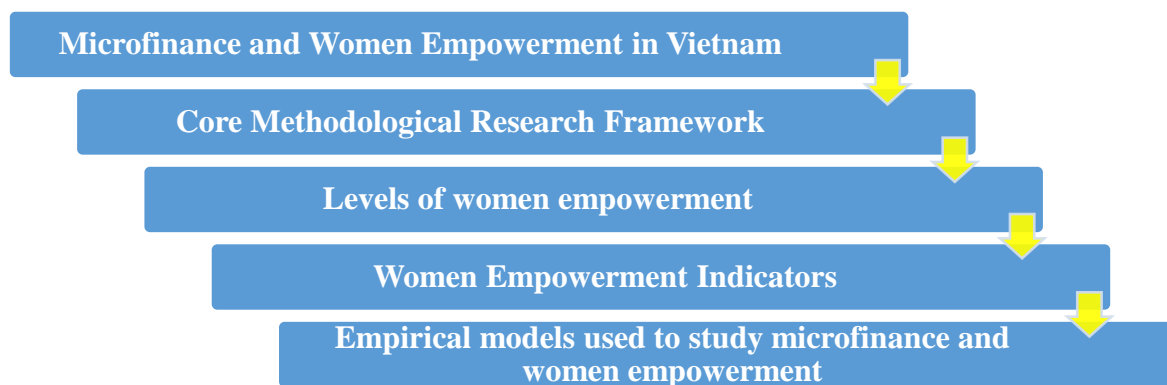 Microfinance and Women Empowerment in Vietnam
Core Methodological Research Framework
Levels of women empowerment
Women Empowerment Indicators
Empirical models used to study microfinance and
women empowerment